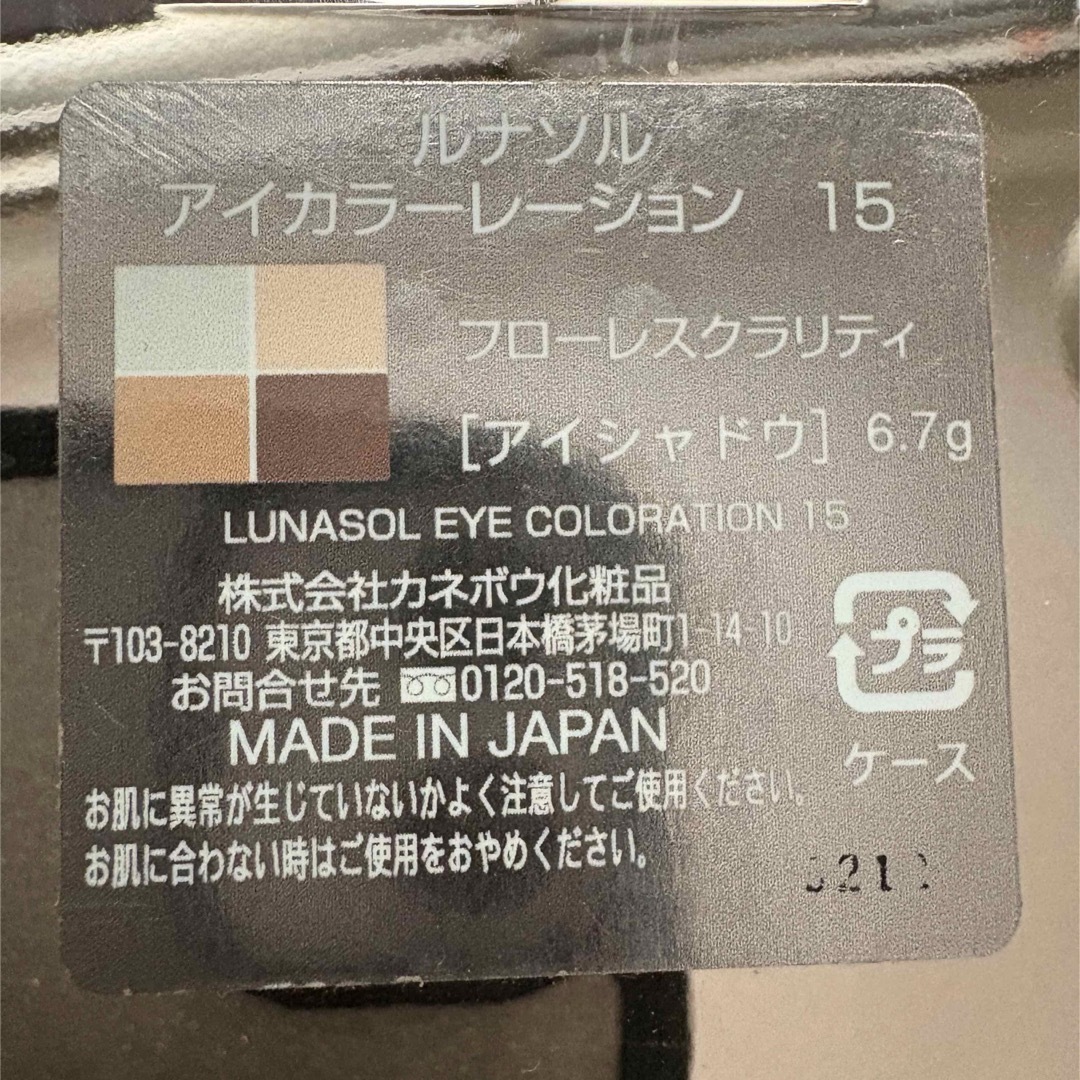 ルナソル
アイカラーレーション 15
フローレスクラリティ
[アイシャドウ] 6.7g
LUNASOL EYE COLORATION 15
株式会社カネボウ化粧品
〒103-8210 東京都中央区日本橋茅場町1-14-10
お問合せ先 0120-518-520
プラ
MADE IN JAPAN
ケース
お肌に異常が生じていないかよく注意してご使用ください。
お肌に合わない時はご使用をおやめください。